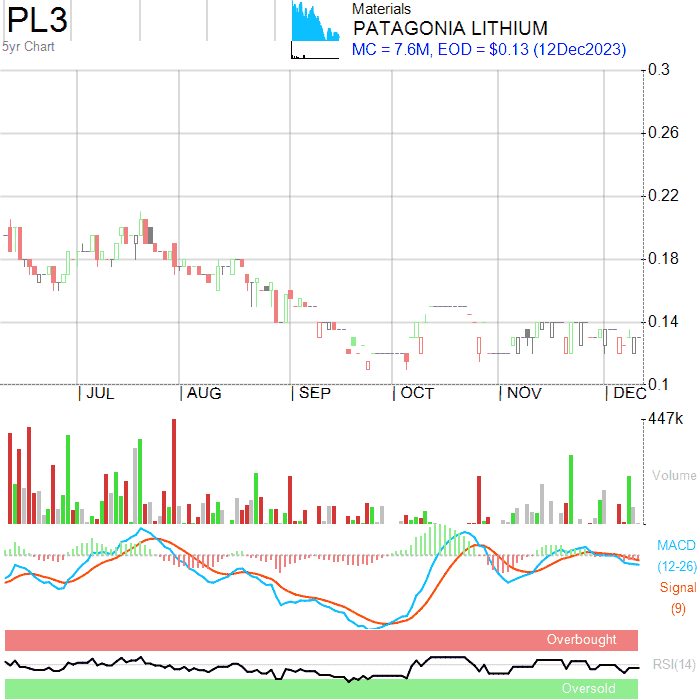 PL3
5yr Chart
Materials
PATAGONIA LITHIUM
MC = 7.6M, EOD = $0.13 (12Dec2023)
0.3
0.26
0.22
0.18
0.14
0.1
| JUL | AUG | SEP | OCT | NOV | DEC
447k
Volume
MACD
(12-26)
Signal
(9)
Overbought
RSI(14)
Oversold